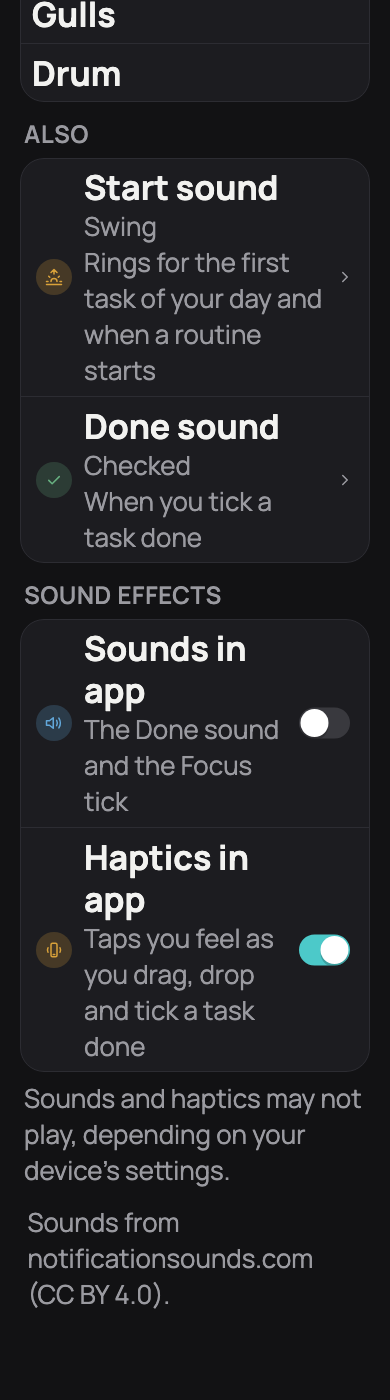 Gulls
Drum
ALSO
Start sound
Swing
Rings for the first
task of your day and
when a routine
starts
Done sound
Checked
When you tick a
task done
SOUND EFFECTS
Sounds in
app
The Done sound
and the Focus
tick
Haptics in
app
Taps you feel as
you drag, drop
and tick a task
done
Sounds and haptics may not
play, depending on your
device's settings.
Sounds from
notificationsounds.com
(CC BY 4.0).